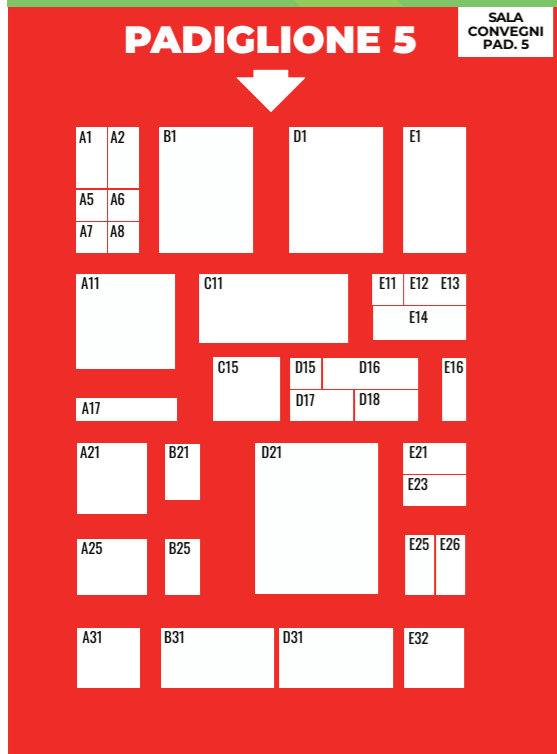 PADIGLIONE 5
SALA
CONVEGNI
PAD. 5
A1 A2 B1 D1 E1
A5 A6
A7 A8
A11 C11 E11 E12 E13
E14
C15 D15 D16 E16
A17 D17 D18
A21 B21 D21 E21
E23
A25 B25 E25 E26
A31 B31 D31 E32